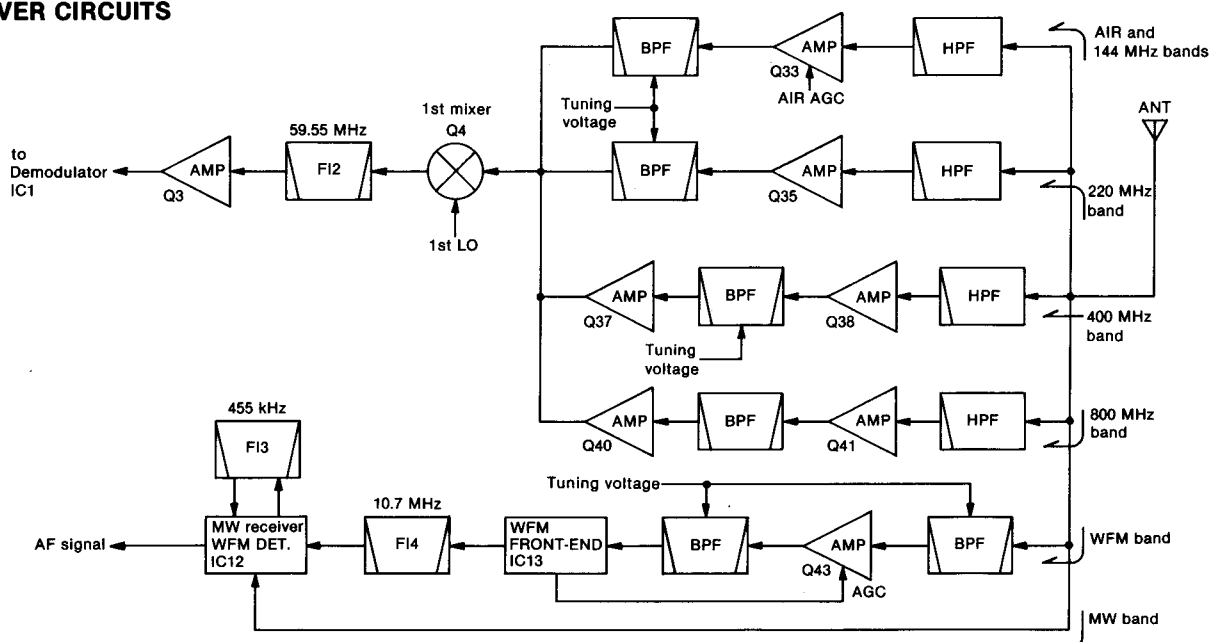 VER CIRCUITS
BPF
AMP
Q33
AIR AGC
HPF
AIR and
144 MHz bands
Tuning
voltage
ANT
to
Demodulator
IC1
AMP
Q3
59.55 MHz
FI2
1st mixer
Q4
1st LO
BPF
AMP
Q35
HPF
220 MHz
band
AMP
Q37
BPF
Tuning
voltage
AMP
Q38
HPF
400 MHz
band
AMP
Q40
BPF
AMP
Q41
HPF
800 MHz
band
455 kHz
FI3
Tuning voltage
AF signal
MW receiver
WFM DET.
IC12
10.7 MHz
FI4
WFM
FRONT-END
IC13
BPF
AMP
Q43
AGC
BPF
WFM band
MW band